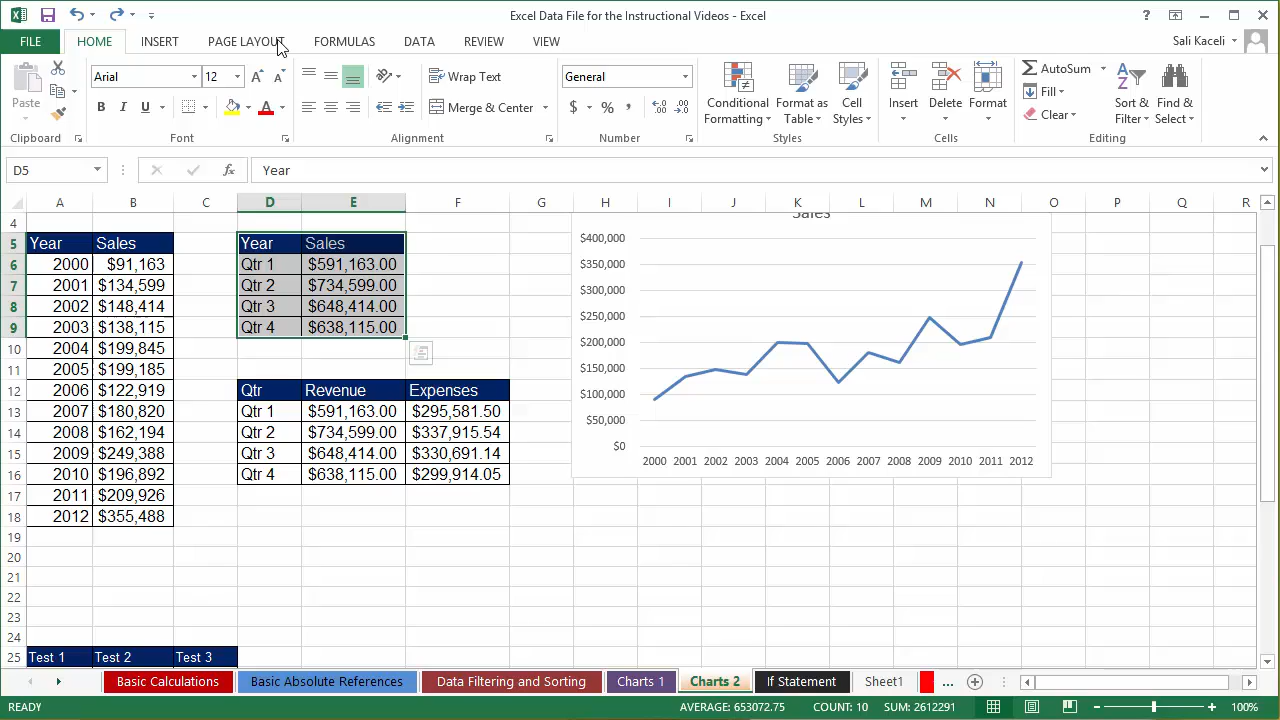 Excel Data File for the Instructional Videos - Excel
FILE HOME INSERT PAGE LAYOUT FORMULAS DATA REVIEW VIEW Sali Kaceli
Paste Arial 12 Wrap Text General Conditional Formatting Format as Table Cell Styles Insert Delete Format AutoSum Sort & Filter Find & Select
B I U Merge & Center $ % , Fill
Clear
Clipboard Font Alignment Number Styles Cells Editing
D5 fx Year
A B C D E F G H I J K L M N O P Q R
4 Sales
5 Year Sales Year Sales
6 2000 $91,163 Qtr 1 $591,163.00
7 2001 $134,599 Qtr 2 $734,599.00
8 2002 $148,414 Qtr 3 $648,414.00
9 2003 $138,115 Qtr 4 $638,115.00
10 2004 $199,845
11 2005 $199,185
12 2006 $122,919 Qtr Revenue Expenses
13 2007 $180,820 Qtr 1 $591,163.00 $295,581.50
14 2008 $162,194 Qtr 2 $734,599.00 $337,915.54
15 2009 $249,388 Qtr 3 $648,414.00 $330,691.14
16 2010 $196,892 Qtr 4 $638,115.00 $299,914.05
17 2011 $209,926
18 2012 $355,488
19
20
21
22
23
24
25 Test 1 Test 2 Test 3
$400,000
$350,000
$300,000
$250,000
$200,000
$150,000
$100,000
$50,000
$0
2000 2001 2002 2003 2004 2005 2006 2007 2008 2009 2010 2011 2012
Basic Calculations Basic Absolute References Data Filtering and Sorting Charts 1 Charts 2 If Statement Sheet1 ...
READY AVERAGE: 653072.75 COUNT: 10 SUM: 2612291 100%